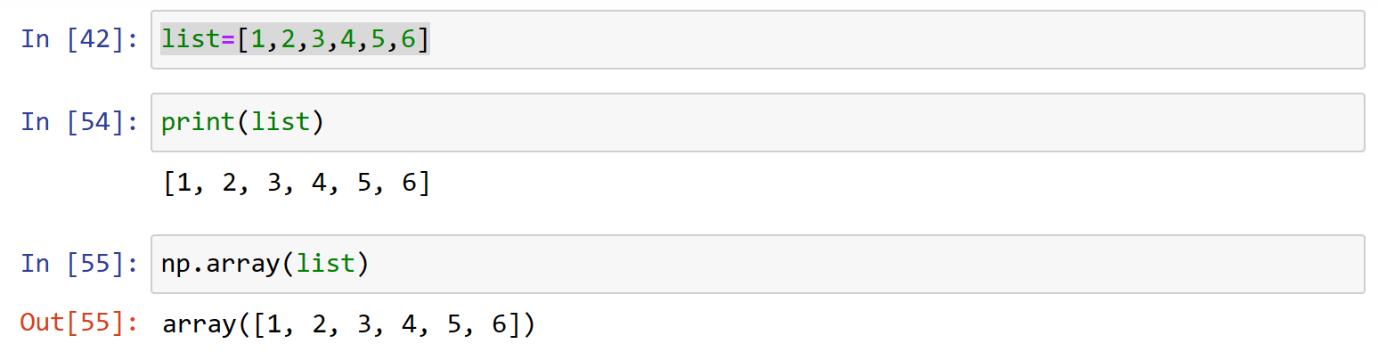 In [42]: list=[1,2,3,4,5,6]
In [54]: print(list)
[1, 2, 3, 4, 5, 6]
In [55]: np.array(list)
Out[55]: array([1, 2, 3, 4, 5, 6])